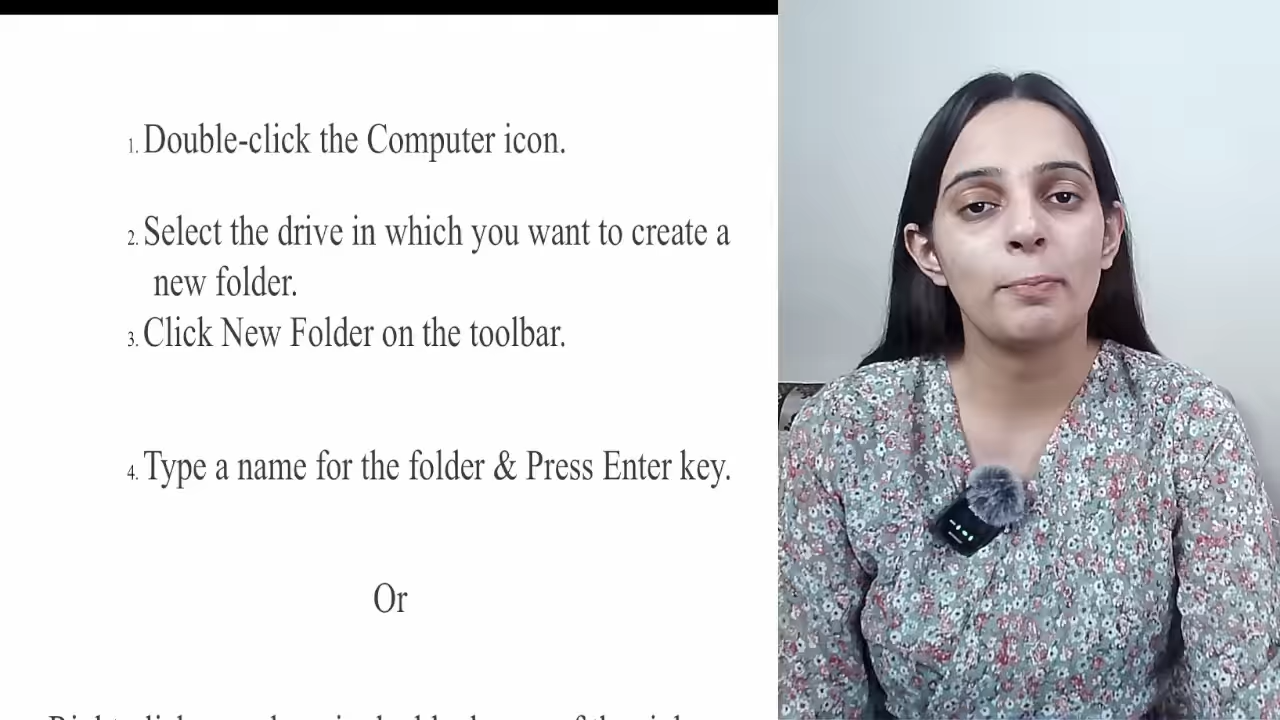 1. Double-click the Computer icon.
2. Select the drive in which you want to create a
new folder.
3. Click New Folder on the toolbar.
4. Type a name for the folder & Press Enter key.
Or